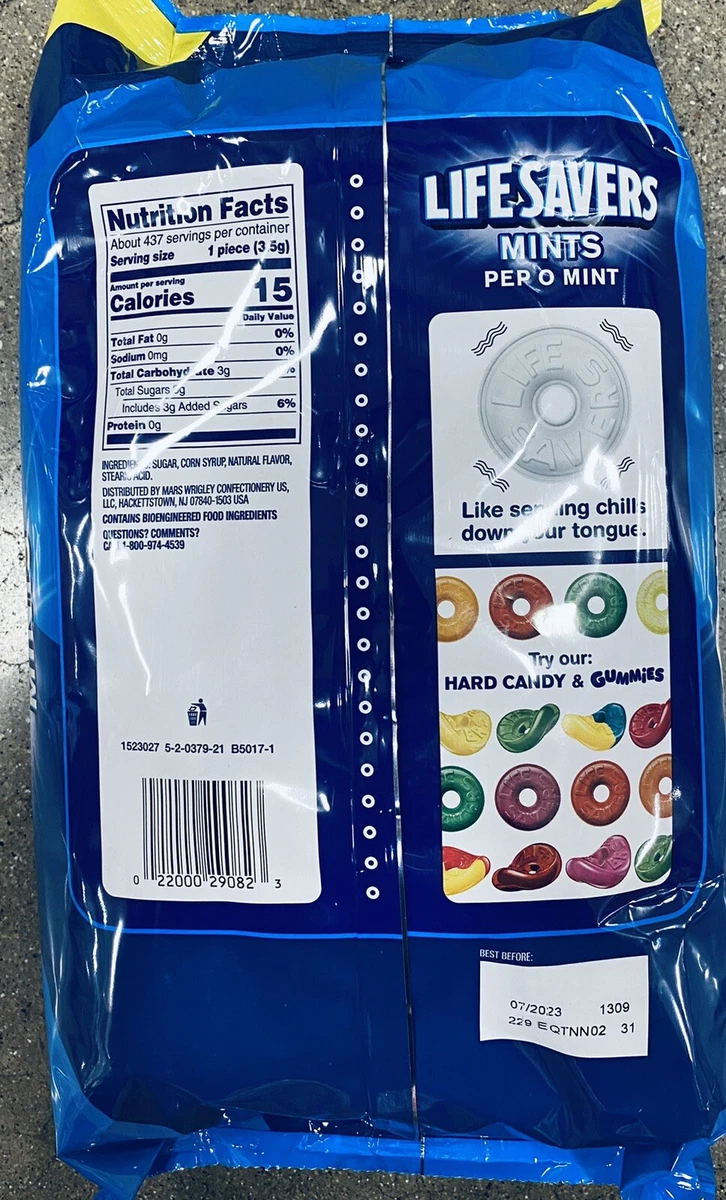 Nutrition Facts
About 437 servings per container
Serving size 1 piece (3.5g)
Amount per serving
Calories 15
Daily Value
Total Fat 0g 0%
Sodium 0mg 0%
Total 3g
Total Sugars
Includes 3g Added 6%
Protein 0g
SUGAR, CORN SYRUP, NATURAL FLAVOR,
DISTRIBUTED BY MARS WRIGLEY CONFECTIONERY US,
LLC, HACKETTSTOWN, NJ 07840-1503 USA
CONTAINS BIOENGINEERED FOOD INGREDIENTS
QUESTIONS? COMMENTS?
1-800-974-4539
1523027 5-2-0379-21 B5017-1
0 22000 29082 3
LIFE SAVERS
MINTS
PEP O MINT
LIFE SAVERS
Like chills
down tongue.
Try our:
HARD CANDY & GUMMIES
BEST BEFORE:
07/2023 1309
229 EQTNN02 31